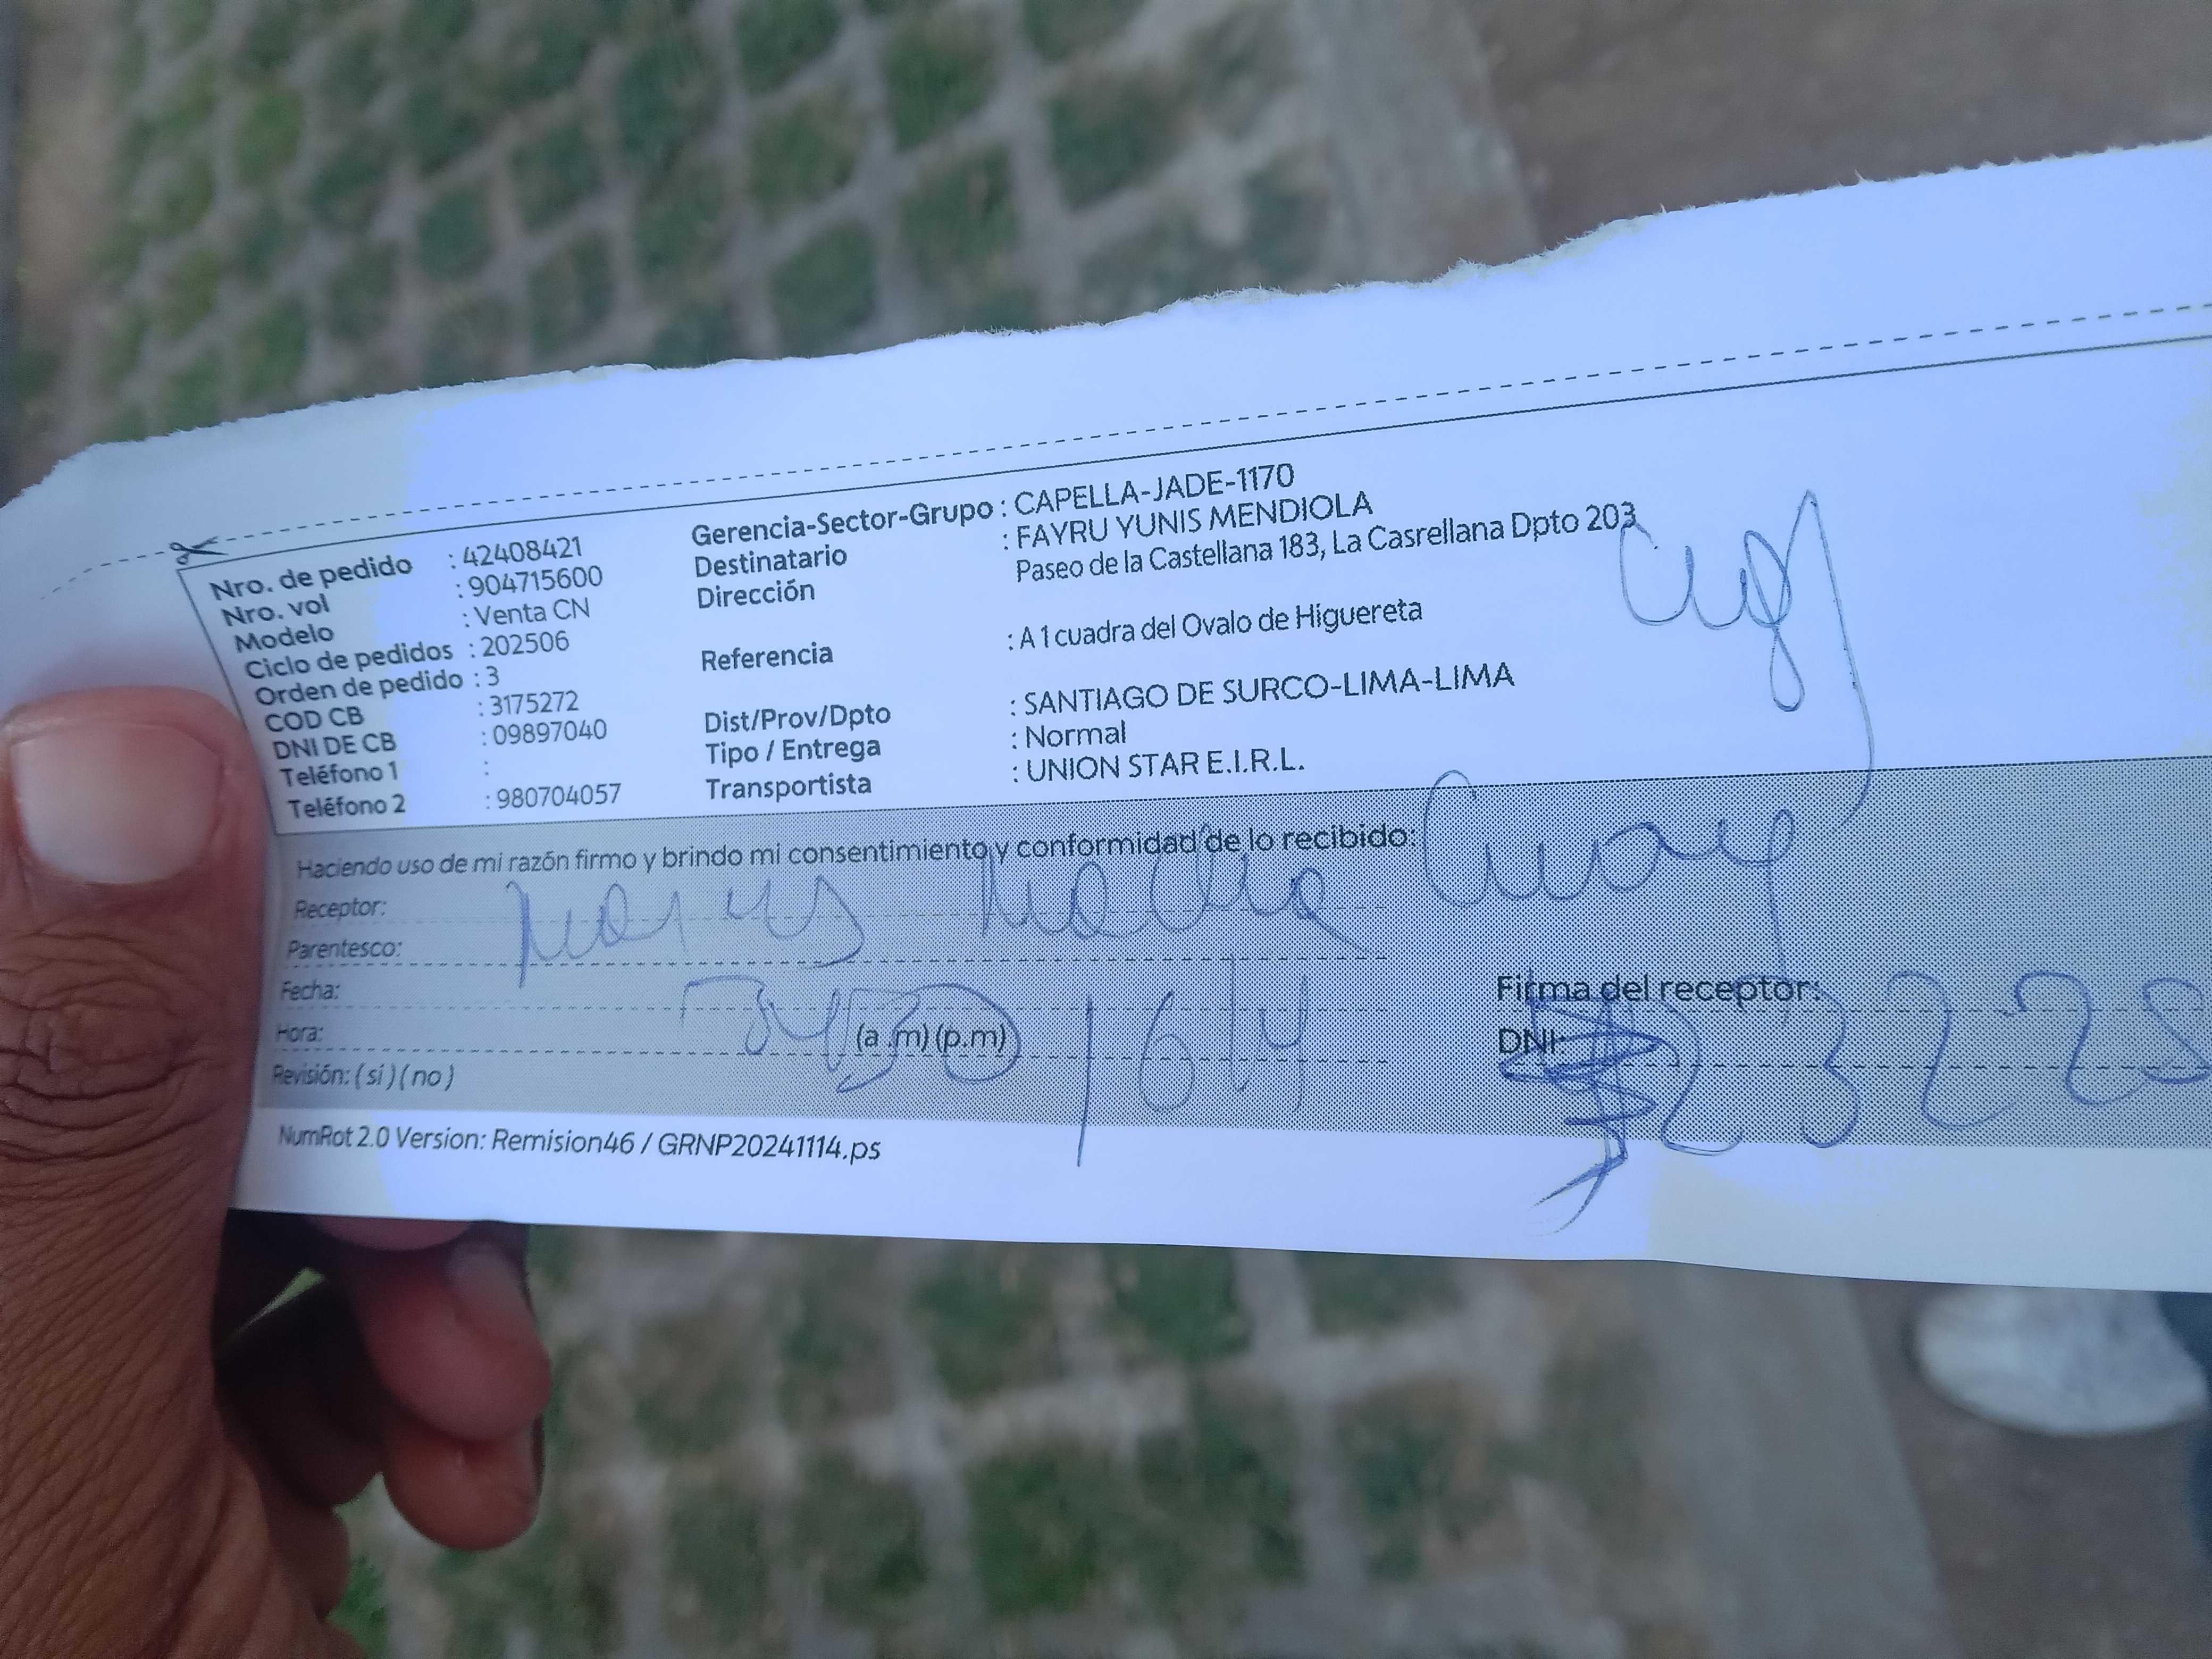 Nro. de pedido : 42408421
Nro. vol : 904715600
Modelo : Venta CN
Ciclo de pedidos : 202506
Orden de pedido : 3
COD CB : 3175272
DNI DE CB : 09897040
Teléfono 1 :
Teléfono 2 : 980704057
Gerencia-Sector-Grupo : CAPELLA-JADE-1170
Destinatario : FAYRU YUNIS MENDIOLA
Dirección Paseo de la Castellana 183, La Casrellana Dpto 203
Referencia : A 1 cuadra del Ovalo de Higuereta
Dist/Prov/Dpto : SANTIAGO DE SURCO-LIMA-LIMA
Tipo / Entrega : Normal
Transportista : UNION STAR E.I.R.L.
Haciendo uso de mi razón firmo y brindo mi consentimiento y conformidad de lo recibido:
Receptor:
Parentesco:
Fecha:
Hora: (a .m) (p.m)
Revisión: ( sí ) ( no )
Firma del receptor:
DNI:
NumRot 2.0 Version: Remision46 / GRNP20241114.ps